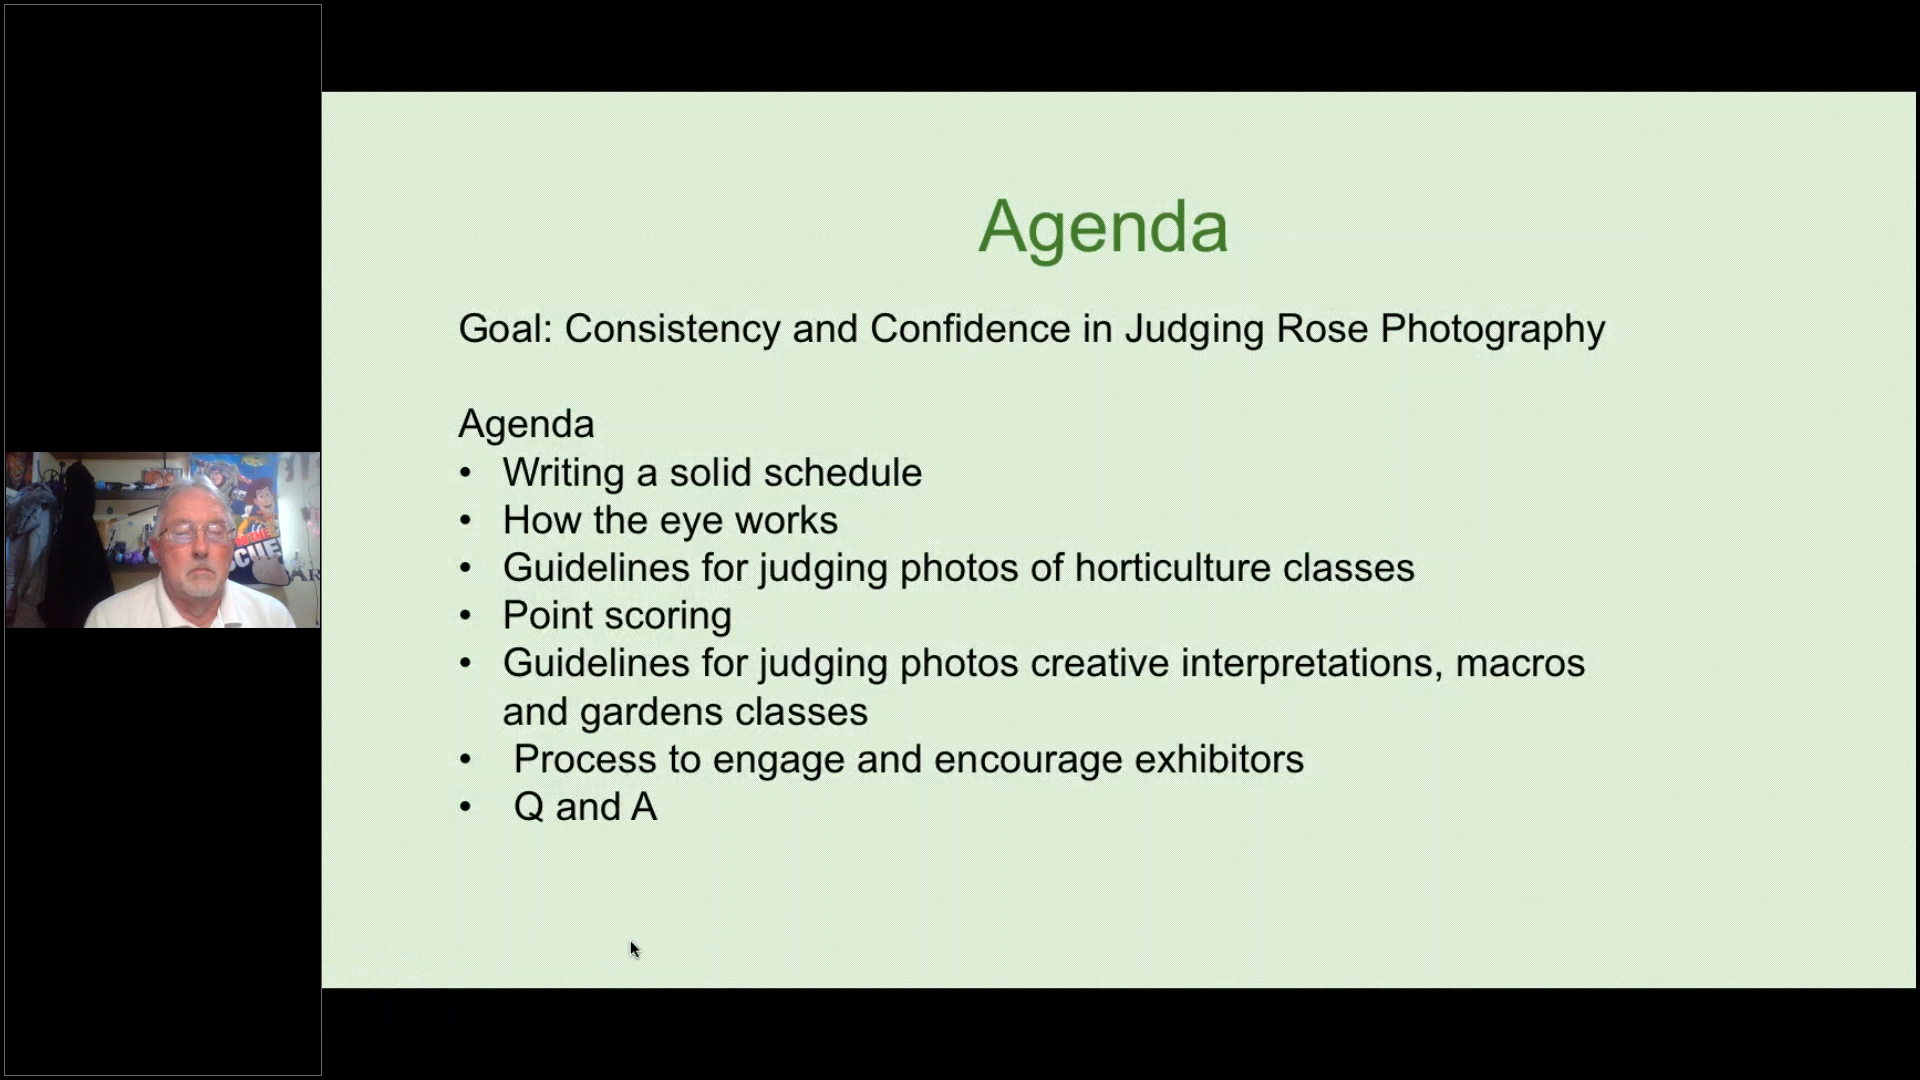 Agenda
Goal: Consistency and Confidence in Judging Rose Photography
Agenda
• Writing a solid schedule
• How the eye works
• Guidelines for judging photos of horticulture classes
• Point scoring
• Guidelines for judging photos creative interpretations, macros
and gardens classes
• Process to engage and encourage exhibitors
• Q and A